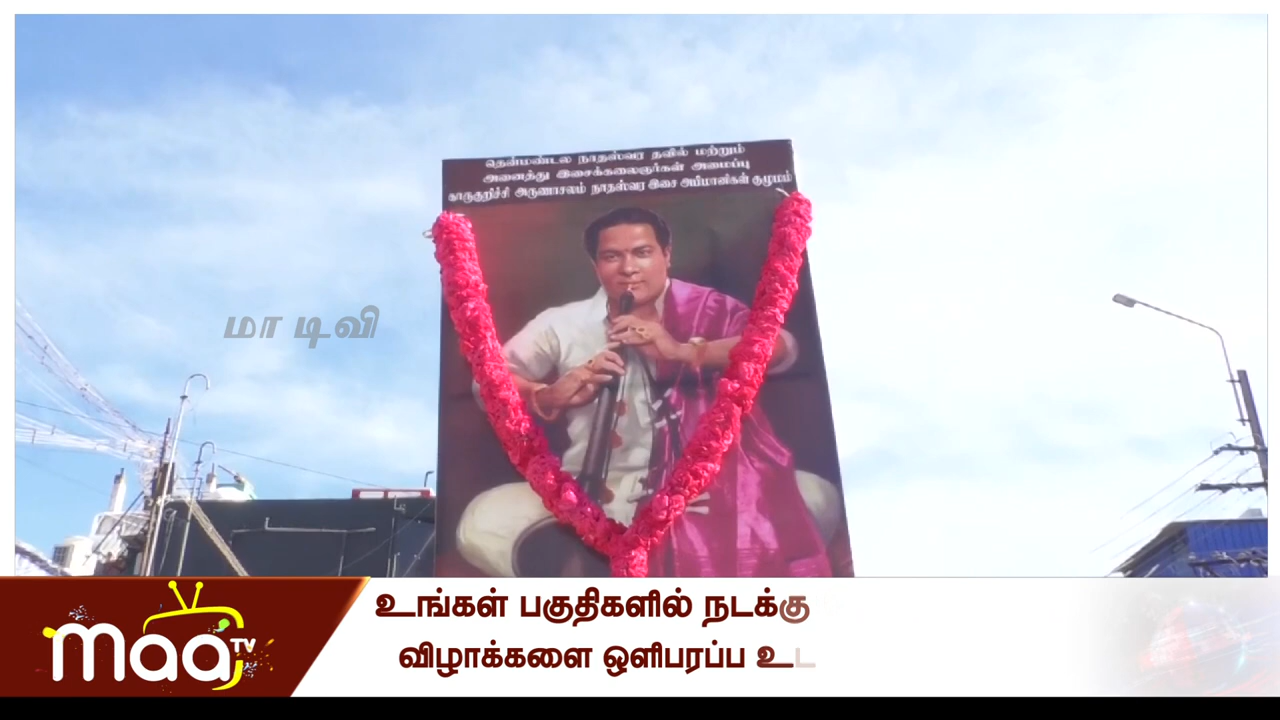 தென்மண்டல நாதஸ்வர தவில் மற்றும்
அனைத்து இசைக்கலைஞர்கள் அமைப்பு
காருகுறிச்சி அருணாசலம் நாதஸ்வர இசை அபிமானிகள் குழுமம்
மா டிவி
உங்கள் பகுதிகளில் நடக்கு
விழாக்களை ஒளிபரப்ப உட
maa TV